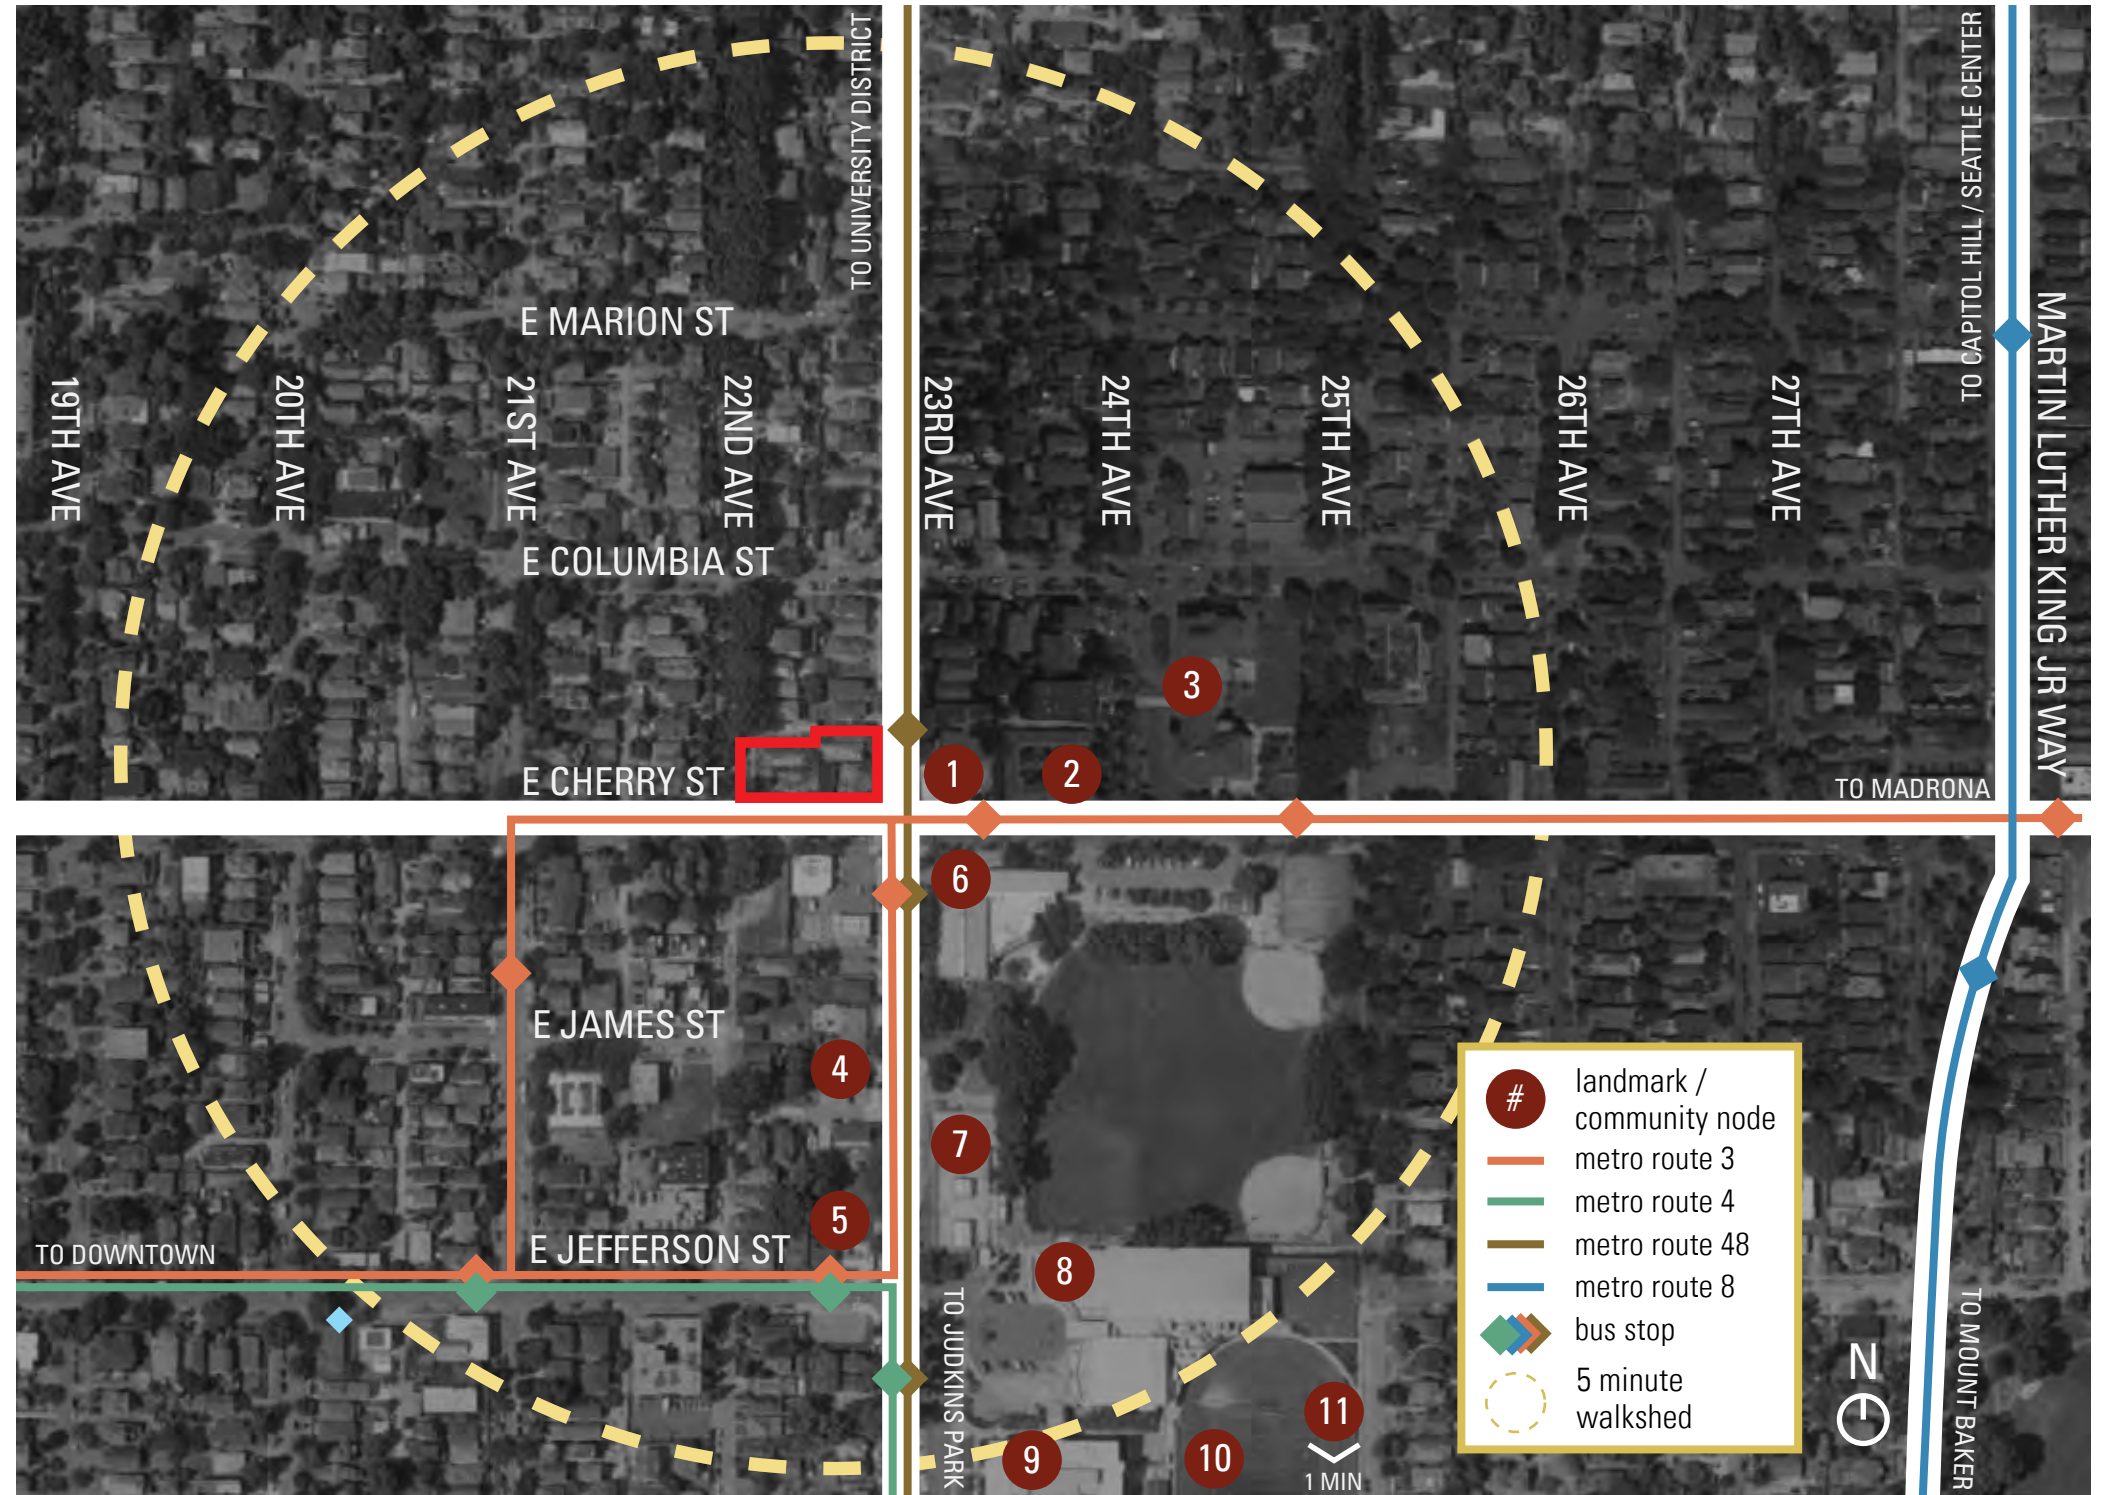 TO UNIVERSITY DISTRICT
TO CAPITOL HILL / SEATTLE CENTER
E MARION ST
MARTIN LUTHER KING JR WAY
19TH AVE
20TH AVE
21ST AVE
22ND AVE
23RD AVE
24TH AVE
25TH AVE
26TH AVE
27TH AVE
E COLUMBIA ST
3
E CHERRY ST
1
2
TO MADRONA
6
E JAMES ST
4
7
5
E JEFFERSON ST
TO DOWNTOWN
8
TO JUDKINS PARK
9
10
11
1 MIN
#
landmark /
community node
metro route 3
metro route 4
metro route 48
metro route 8
bus stop
5 minute
walkshed
N
TO MOUNT BAKER